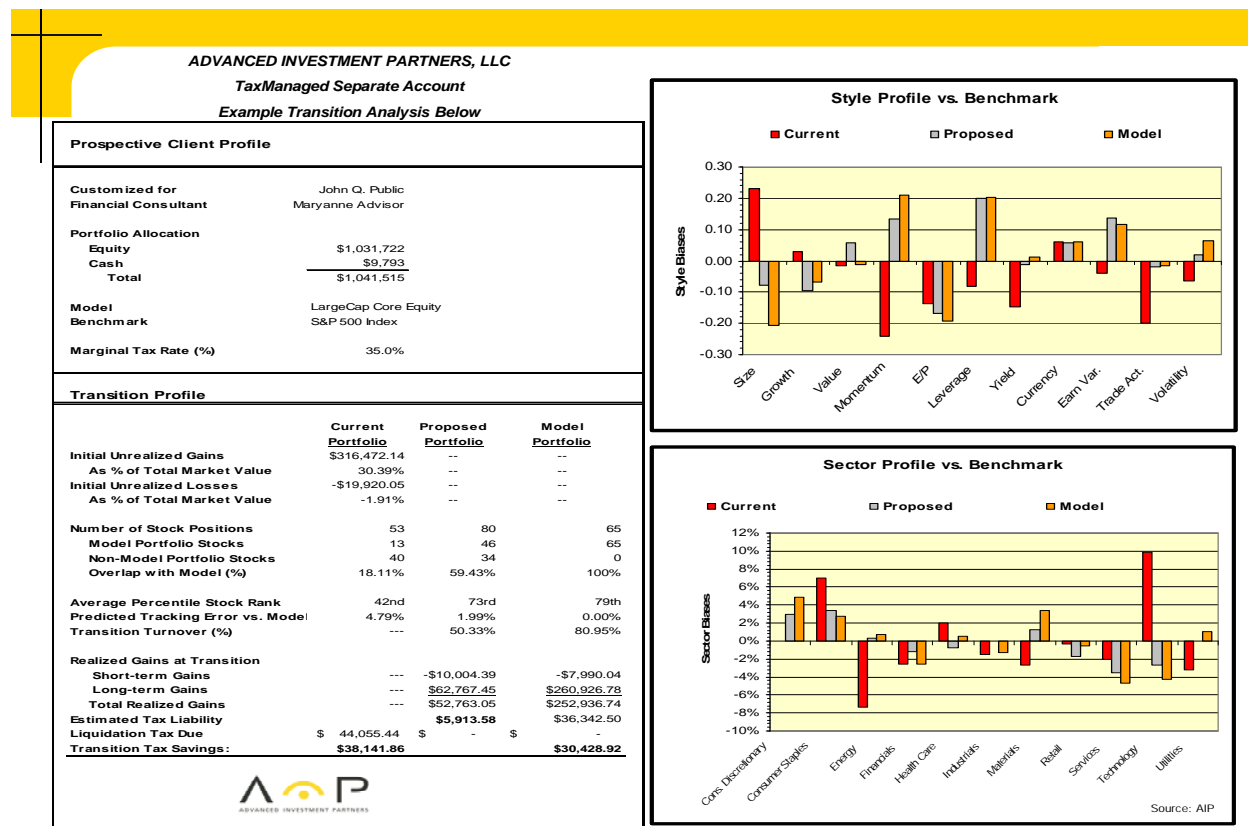 ADVANCED INVESTMENT PARTNERS, LLC
TaxManaged Separate Account
Example Transition Analysis Below
Prospective Client Profile
Customized for John Q. Public
Financial Consultant Maryanne Advisor
Portfolio Allocation
Equity $1,031,722
Cash $9,793
Total $1,041,515
Model LargeCap Core Equity
Benchmark S&P 500 Index
Marginal Tax Rate (%) 35.0%
Transition Profile
Current Proposed Model
Portfolio Portfolio Portfolio
Initial Unrealized Gains $316,472.14 -- --
As % of Total Market Value 30.39% -- --
Initial Unrealized Losses -$19,920.05 -- --
As % of Total Market Value -1.91% -- --
Number of Stock Positions 53 80 65
Model Portfolio Stocks 13 46 65
Non-Model Portfolio Stocks 40 34 0
Overlap with Model (%) 18.11% 59.43% 100%
Average Percentile Stock Rank 42nd 73rd 79th
Predicted Tracking Error vs. Model 4.79% 1.99% 0.00%
Transition Turnover (%) --- 50.33% 80.95%
Realized Gains at Transition
Short-term Gains --- -$10,004.39 -$7,990.04
Long-term Gains --- $62,767.45 $260,926.78
Total Realized Gains --- $52,763.05 $252,936.74
Estimated Tax Liability $5,913.58 $36,342.50
Liquidation Tax Due $ 44,055.44 $ - $ -
Transition Tax Savings: $38,141.86 $30,428.92
AIP
ADVANCED INVESTMENT PARTNERS
Style Profile vs. Benchmark
Current Proposed Model
0.30
0.20
0.10
0.00
-0.10
-0.20
-0.30
Style Biases
Size Growth Value Momentum E/P Leverage Yield Currency Earn Var. Trade Act. Volatility
Sector Profile vs. Benchmark
Current Proposed Model
12%
10%
8%
6%
4%
2%
0%
-2%
-4%
-6%
-8%
-10%
Sector Biases
Cons. Discretionary Consumer Staples Energy Financials Health Care Industrials Materials Retail Services Technology Utilities
Source: AIP